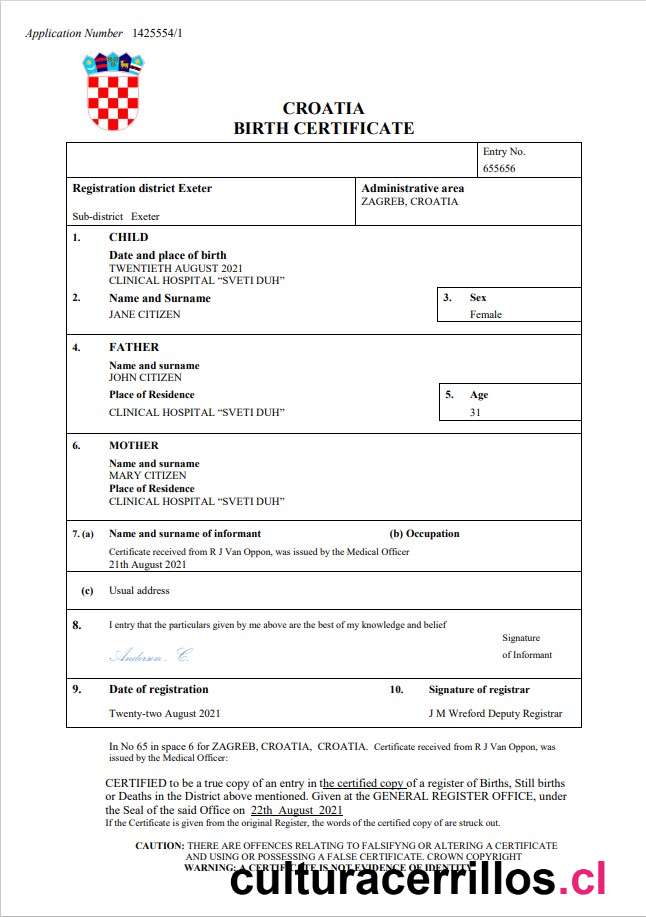 Application Number 1425554/1
CROATIA
BIRTH CERTIFICATE
Entry No.
655656
Registration district Exeter
Administrative area
ZAGREB, CROATIA
Sub-district Exeter
1. CHILD
Date and place of birth
TWENTIETH AUGUST 2021
CLINICAL HOSPITAL “SVETI DUH”
2. Name and Surname
3. Sex
JANE CITIZEN
Female
4. FATHER
Name and surname
JOHN CITIZEN
Place of Residence
5. Age
CLINICAL HOSPITAL “SVETI DUH”
31
6. MOTHER
Name and surname
MARY CITIZEN
Place of Residence
CLINICAL HOSPITAL “SVETI DUH”
7. (a) Name and surname of informant (b) Occupation
Certificate received from R J Van Oppon, was issued by the Medical Officer
21th August 2021
(c) Usual address
8. I entry that the particulars given by me above are the best of my knowledge and belief
Signature
of Informant
Anderson . C.
9. Date of registration 10. Signature of registrar
Twenty-two August 2021 J M Wreford Deputy Registrar
In No 65 in space 6 for ZAGREB, CROATIA, CROATIA. Certificate received from R J Van Oppon, was
issued by the Medical Officer:
CERTIFIED to be a true copy of an entry in the certified copy of a register of Births, Still births
or Deaths in the District above mentioned. Given at the GENERAL REGISTER OFFICE, under
the Seal of the said Office on 22th August 2021
If the Certificate is given from the original Register, the words of the certified copy of are struck out.
CAUTION: THERE ARE OFFENCES RELATING TO FALSIFYNG OR ALTERING A CERTIFICATE
AND USING OR POSSESSING A FALSE CERTIFICATE. CROWN COPYRIGHT
WARNING: A CERTIFICATE IS NOT EVIDENCE OF IDENTITY
culturacerrillos.cl